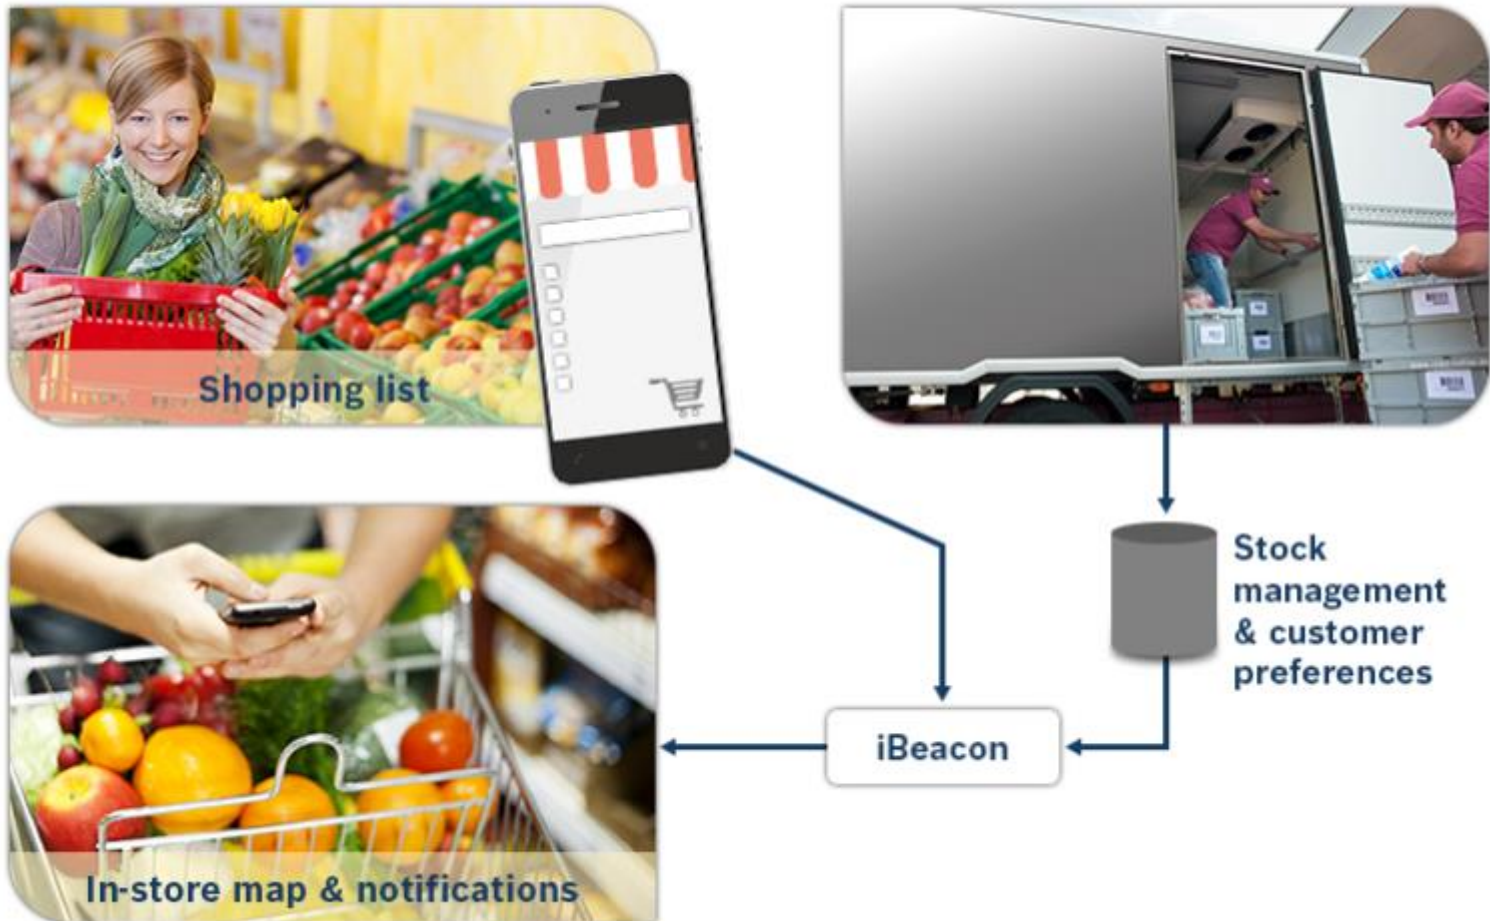 Shopping list
Stock
management
& customer
preferences
iBeacon
In-store map & notifications